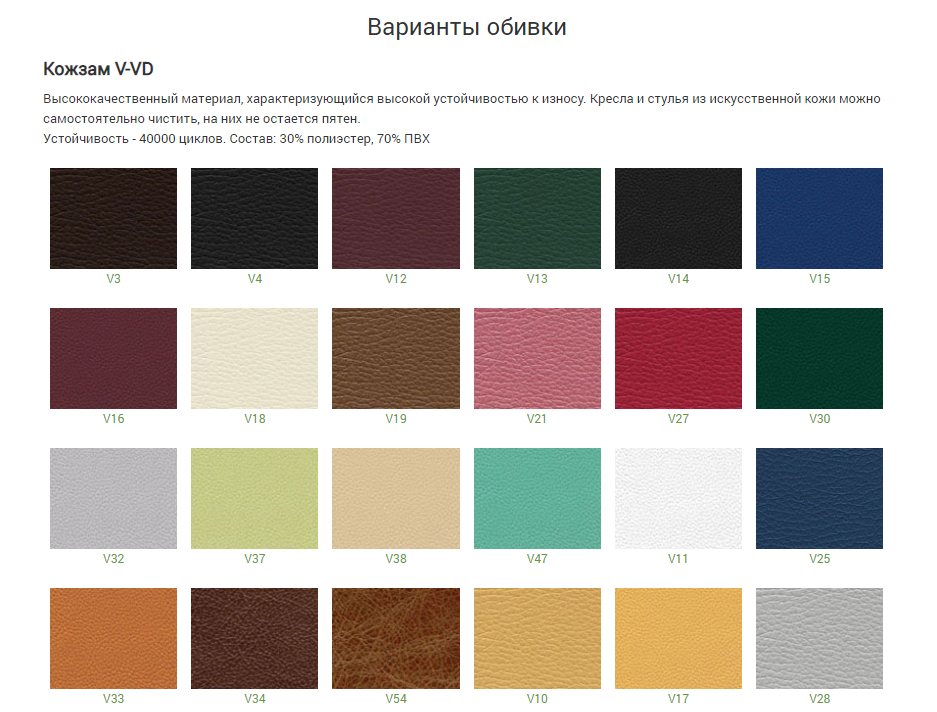 Варианты обивки
Кожзам V-VD
Высококачественный материал, характеризующийся высокой устойчивостью к износу. Кресла и стулья из искусственной кожи можно
самостоятельно чистить, на них не остается пятен.
Устойчивость - 40000 циклов. Состав: 30% полиэстер, 70% ПВХ
V3 V4 V12 V13 V14 V15
V16 V18 V19 V21 V27 V30
V32 V37 V38 V47 V11 V25
V33 V34 V54 V10 V17 V28